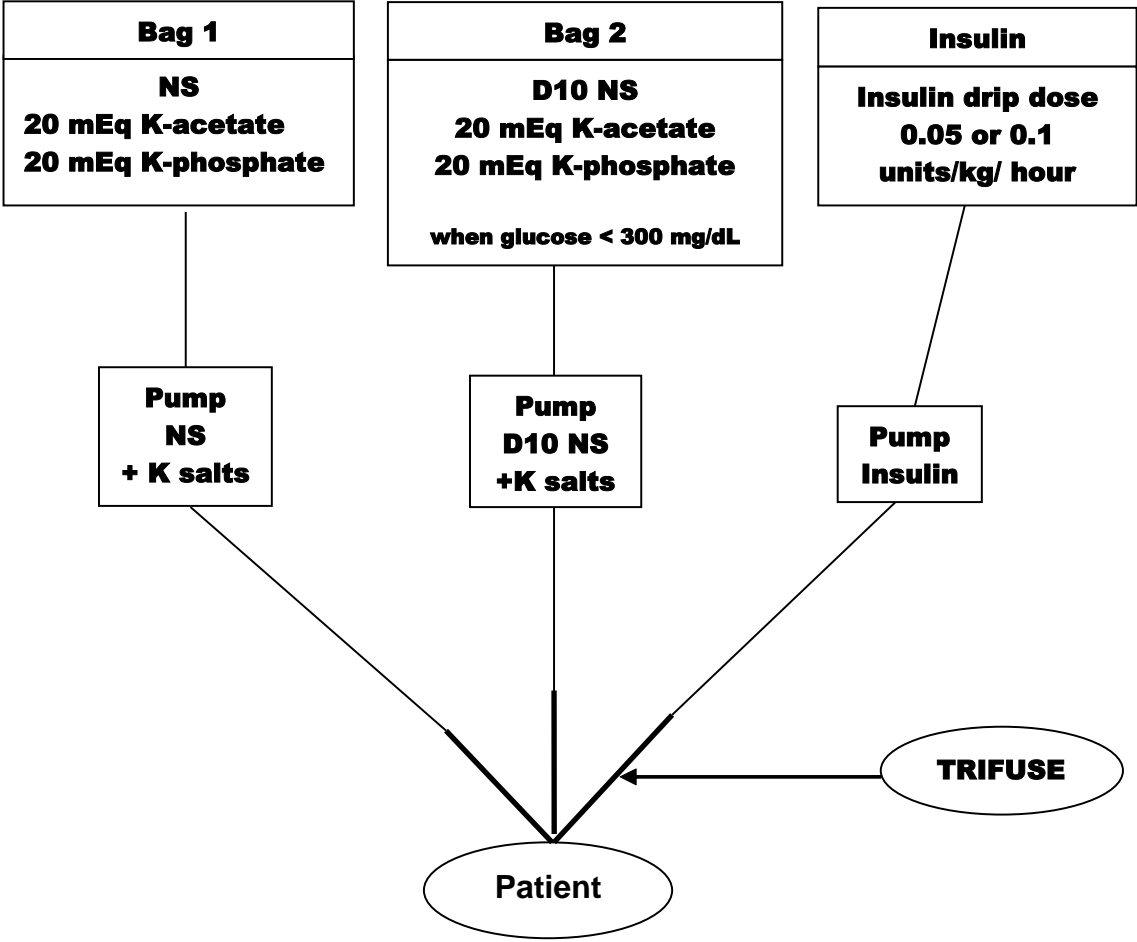 Bag 1
NS
20 mEq K-acetate
20 mEq K-phosphate
Bag 2
D10 NS
20 mEq K-acetate
20 mEq K-phosphate
when glucose < 300 mg/dL
Insulin
Insulin drip dose
0.05 or 0.1
units/kg/ hour
Pump
NS
+ K salts
Pump
D10 NS
+K salts
Pump
Insulin
TRIFUSE
Patient